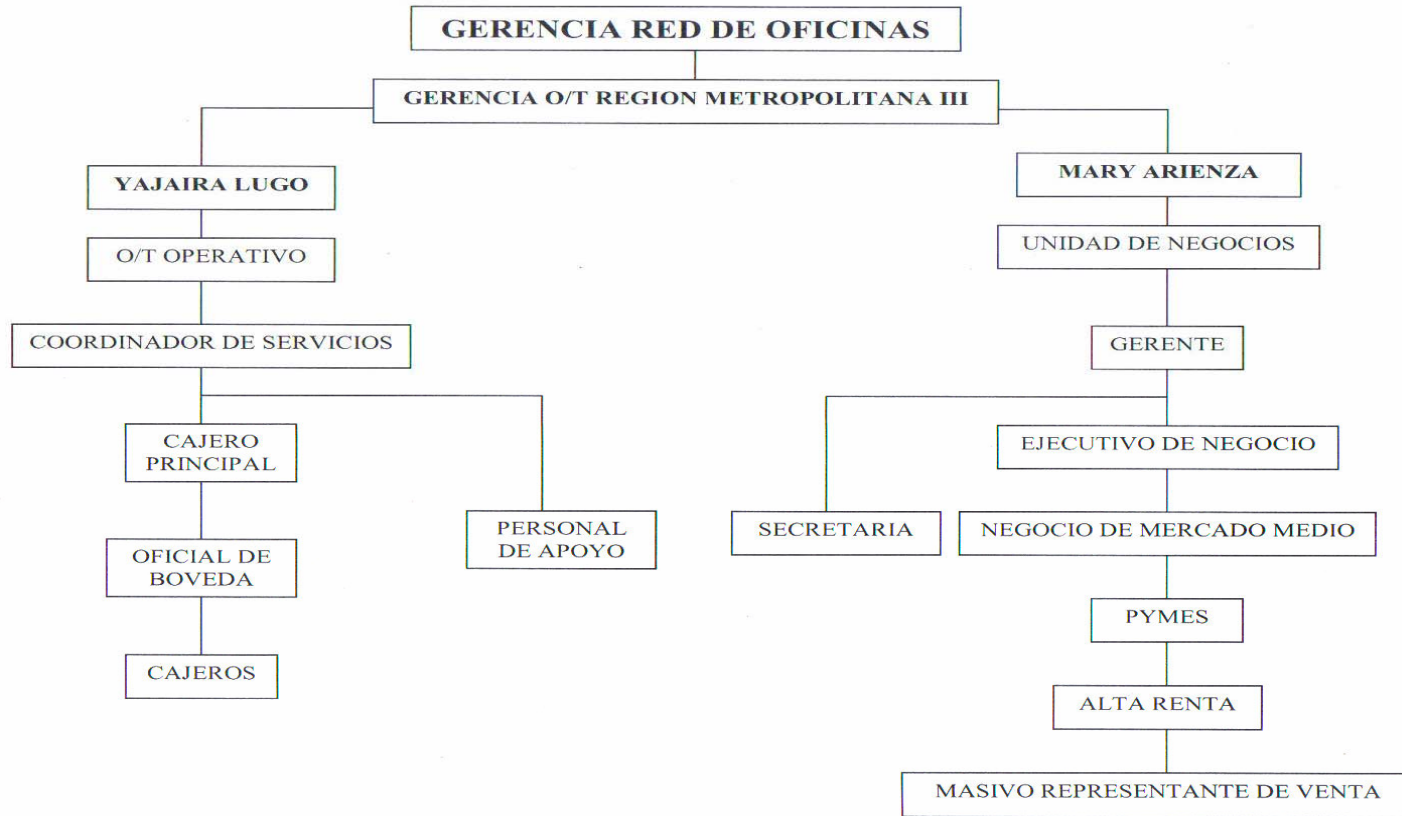 GERENCIA RED DE OFICINAS
GERENCIA O/T REGION METROPOLITANA III
YAJAIRA LUGO
MARY ARIENZA
O/T OPERATIVO
UNIDAD DE NEGOCIOS
COORDINADOR DE SERVICIOS
GERENTE
CAJERO
PRINCIPAL
EJECUTIVO DE NEGOCIO
PERSONAL
DE APOYO
SECRETARIA
NEGOCIO DE MERCADO MEDIO
OFICIAL DE
BOVEDA
PYMES
CAJEROS
ALTA RENTA
MASIVO REPRESENTANTE DE VENTA